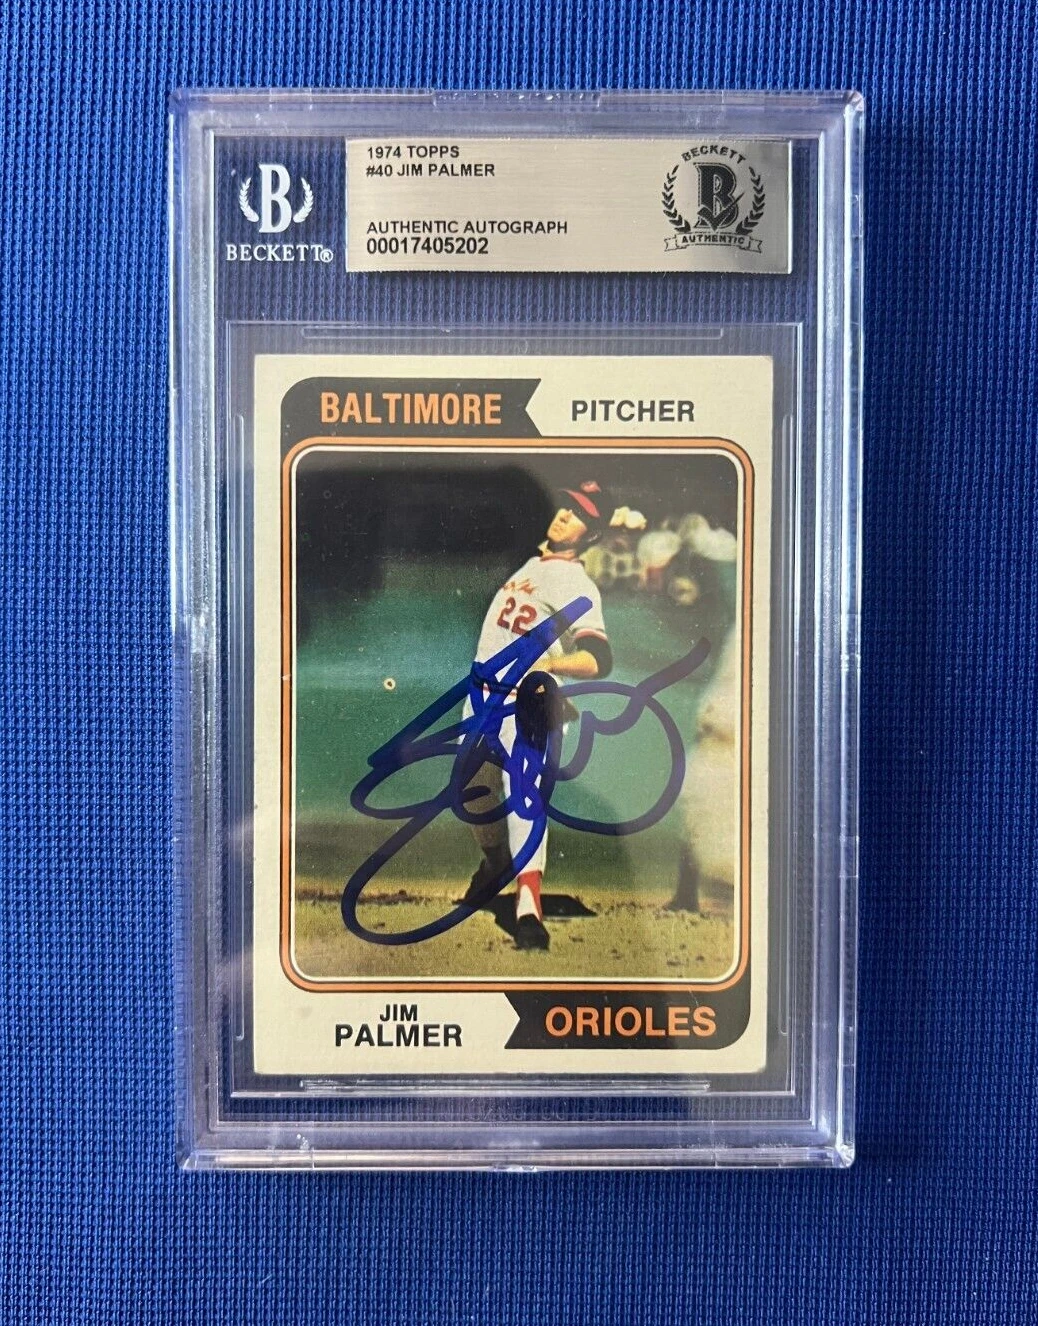 1974 TOPPS
#40 JIM PALMER
AUTHENTIC AUTOGRAPH
00017405202
B
BECKETT®
BECKETT
B
AUTHENTIC
BALTIMORE
PITCHER
22
JIM
PALMER
ORIOLES